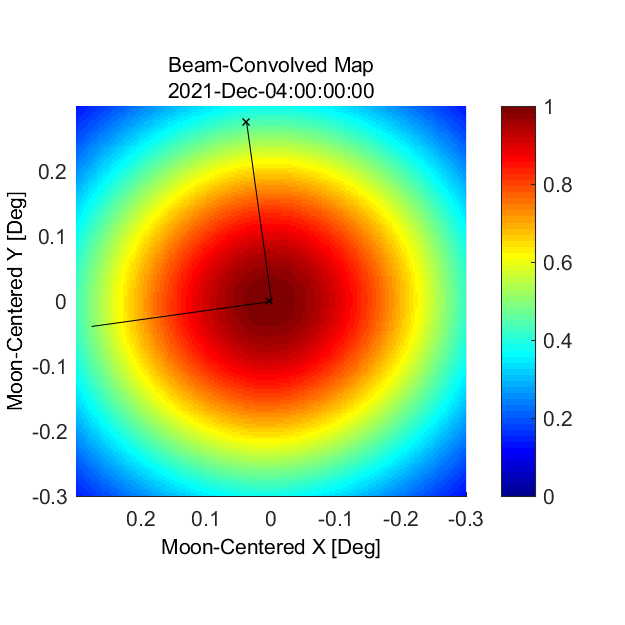 Beam-Convolved Map
2021-Dec-04:00:00:00
Moon-Centered Y [Deg]
0.2
0.1
0
-0.1
-0.2
-0.3
0.2 0.1 0 -0.1 -0.2 -0.3
Moon-Centered X [Deg]
1
0.8
0.6
0.4
0.2
0